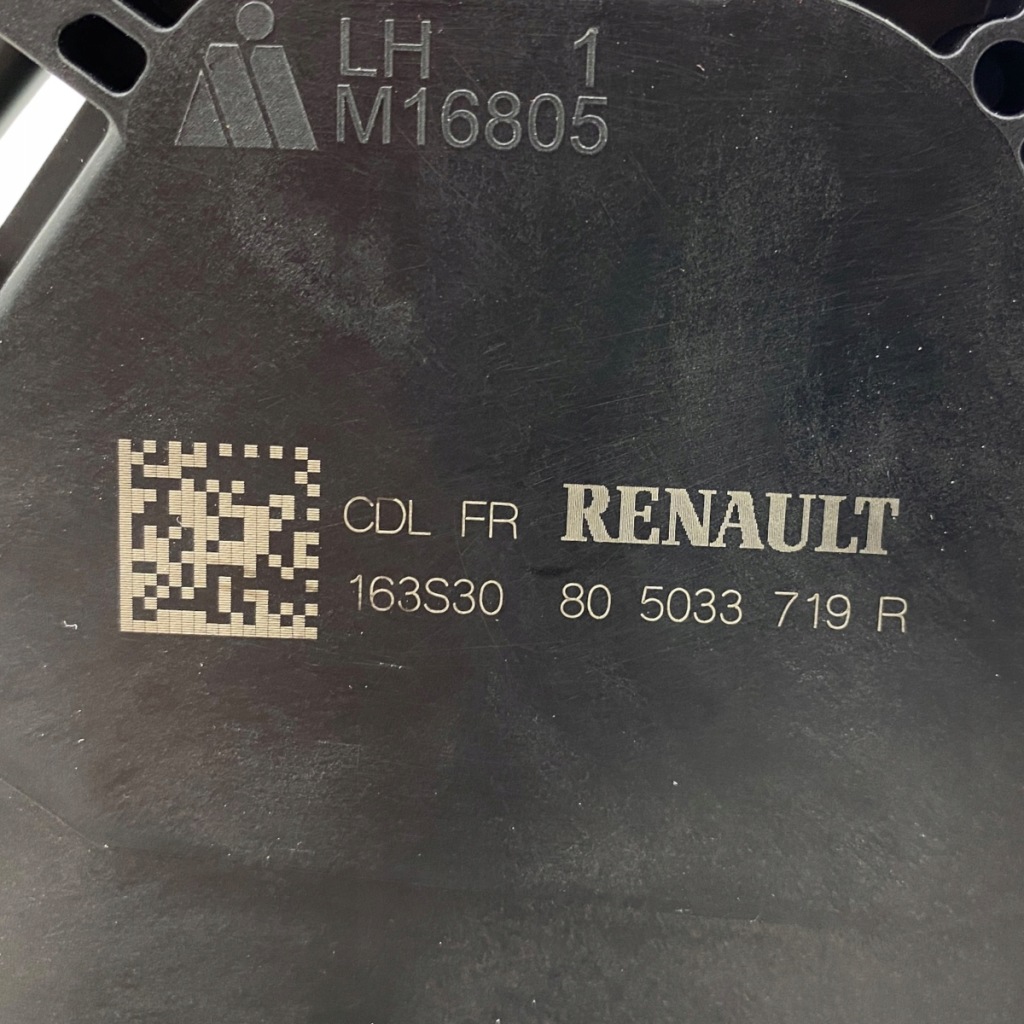 LH 1
M16805
CDL FR RENAULT
163S30 80 5033 719 R